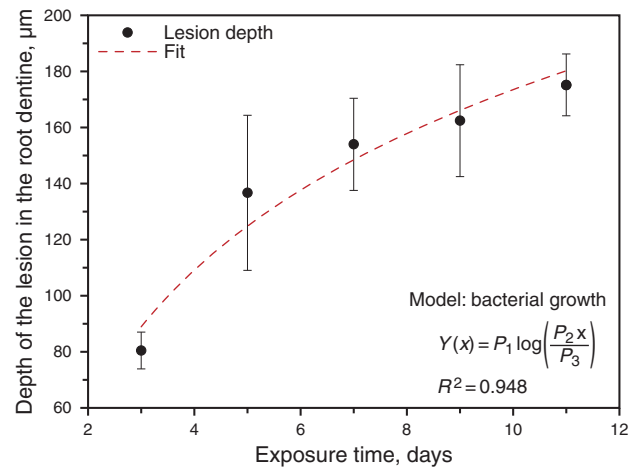 200
180
160
140
120
100
80
60
Depth of the lesion in the root dentine, µm
Lesion depth
Fit
Model: bacterial growth
Y(x) = P₁ log(P₂x/P₃)
R² = 0.948
2 4 6 8 10 12
Exposure time, days